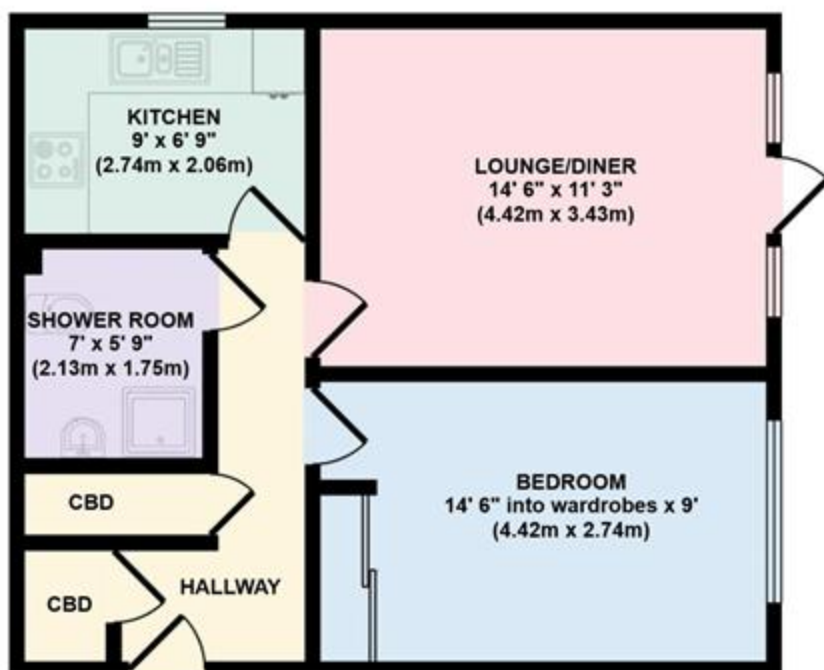 KITCHEN
9' x 6' 9"
(2.74m x 2.06m)
LOUNGE/DINER
14' 6" x 11' 3"
(4.42m x 3.43m)
SHOWER ROOM
7' x 5' 9"
(2.13m x 1.75m)
BEDROOM
14' 6" into wardrobes x 9'
(4.42m x 2.74m)
CBD
HALLWAY
CBD